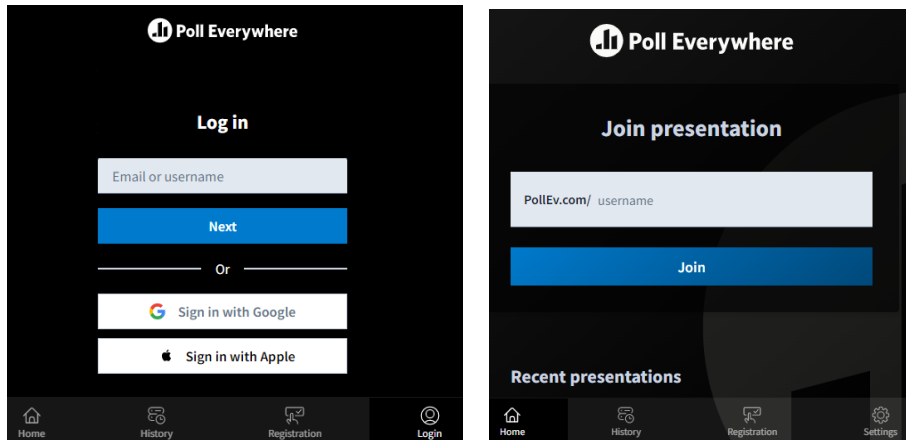 Poll Everywhere
Log in
Email or username
Next
Or
Sign in with Google
Sign in with Apple
Home History Registration Login
Poll Everywhere
Join presentation
PollEv.com/ username
Join
Recent presentations
Home History Registration Settings